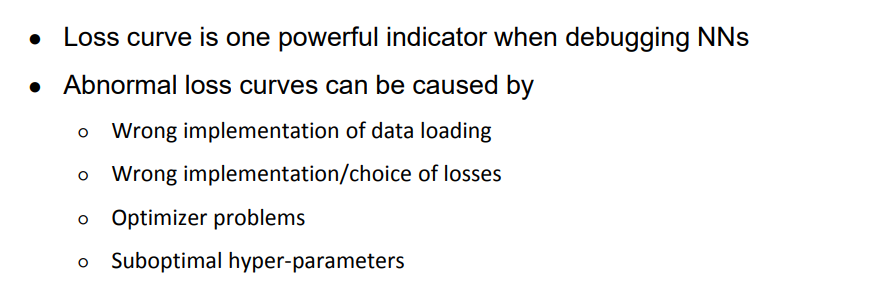 ● Loss curve is one powerful indicator when debugging NNs
● Abnormal loss curves can be caused by
○ Wrong implementation of data loading
○ Wrong implementation/choice of losses
○ Optimizer problems
○ Suboptimal hyper-parameters